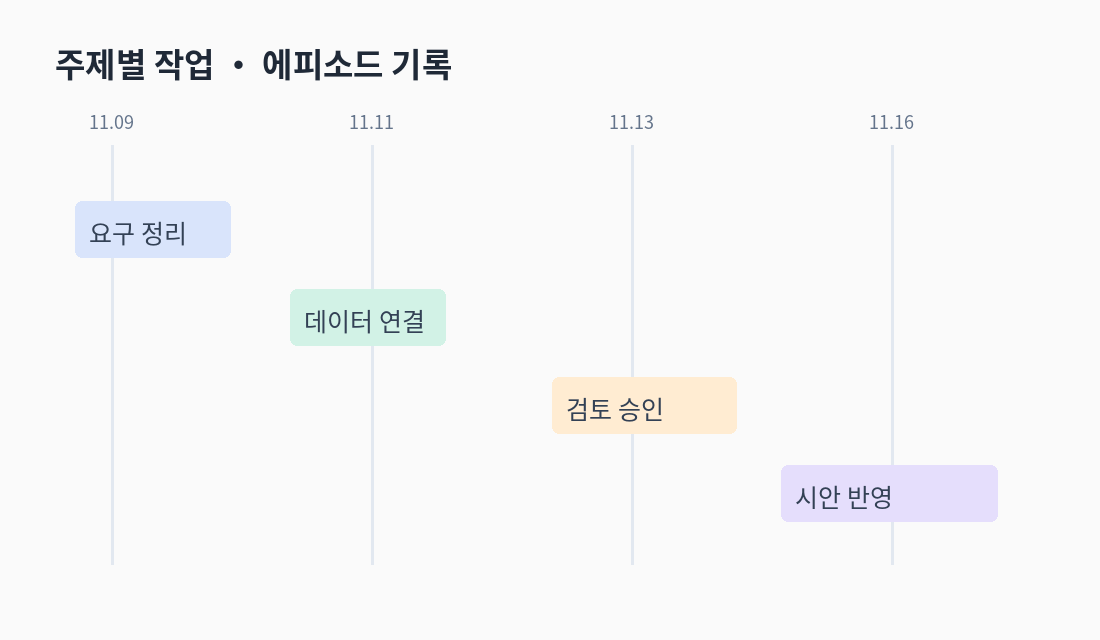 주제별 작업 • 에피소드 기록
11.09 11.11 11.13 11.16
요구 정리
데이터 연결
검토 승인
시안 반영